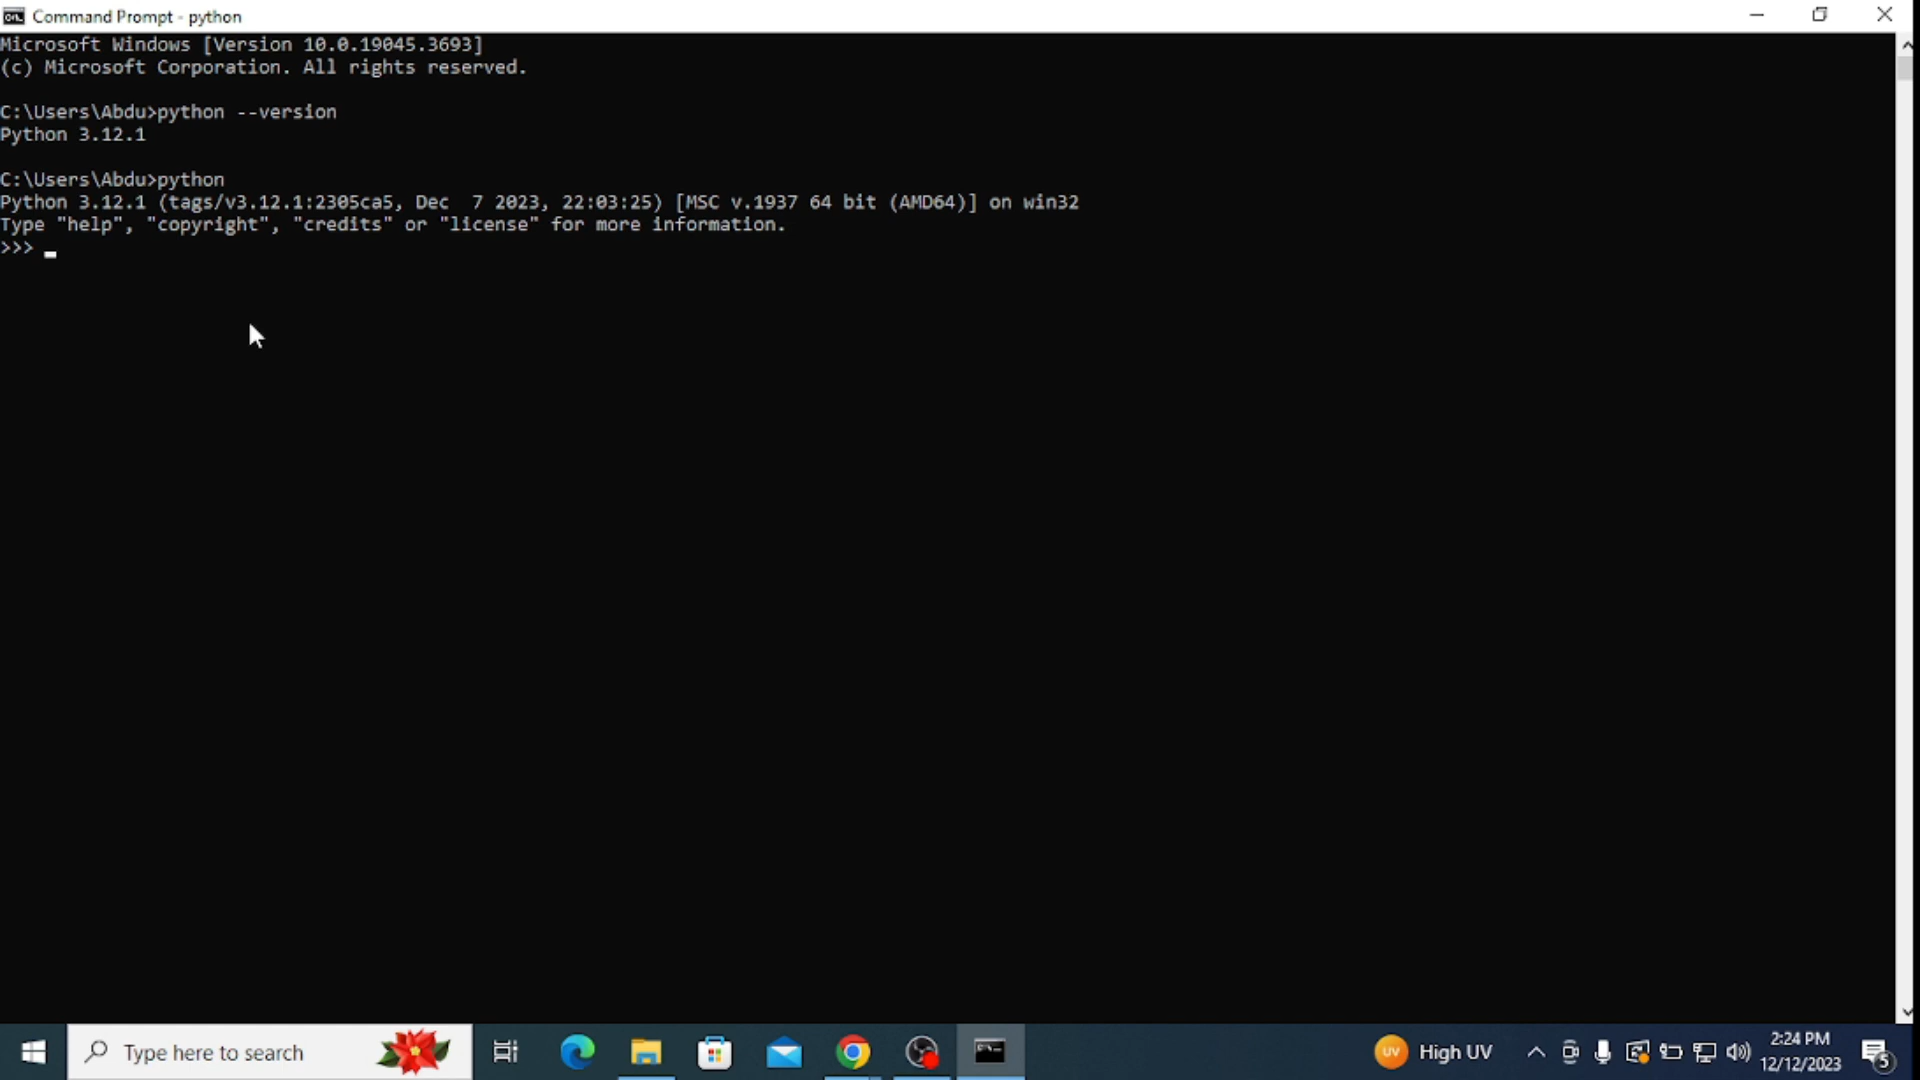 Command Prompt - python
Microsoft Windows [Version 10.0.19045.3693]
(c) Microsoft Corporation. All rights reserved.
C:\Users\Abdu>python --version
Python 3.12.1
C:\Users\Abdu>python
Python 3.12.1 (tags/v3.12.1:2305ca5, Dec  7 2023, 22:03:25) [MSC v.1937 64 bit (AMD64)] on win32
Type "help", "copyright", "credits" or "license" for more information.
>>>
Type here to search
UV High UV
2:24 PM
12/12/2023
5